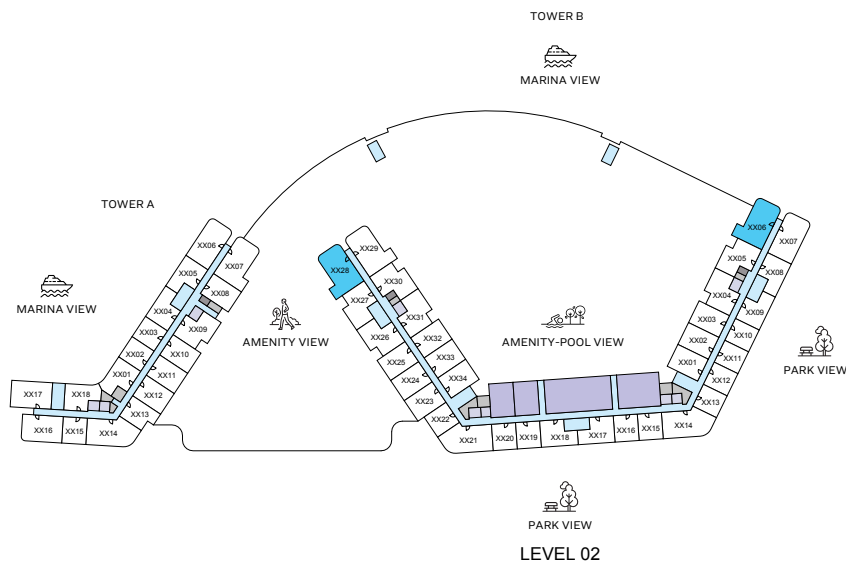 TOWER B
MARINA VIEW
TOWER A
MARINA VIEW
XX06
XX07
XX05
XX08
XX04
XX09
XX03
XX10
XX02
XX11
XX01
XX12
XX13
XX17
XX18
XX16
XX15
XX14
AMENITY VIEW
XX28
XX29
XX27
XX30
XX26
XX31
XX25
XX32
XX24
XX33
XX23
XX34
XX22
XX21
XX20
XX19
XX18
XX17
XX16
XX15
XX14
AMENITY-POOL VIEW
XX06
XX07
XX05
XX08
XX04
XX09
XX03
XX10
XX02
XX11
XX01
XX12
XX13
PARK VIEW
PARK VIEW
LEVEL 02